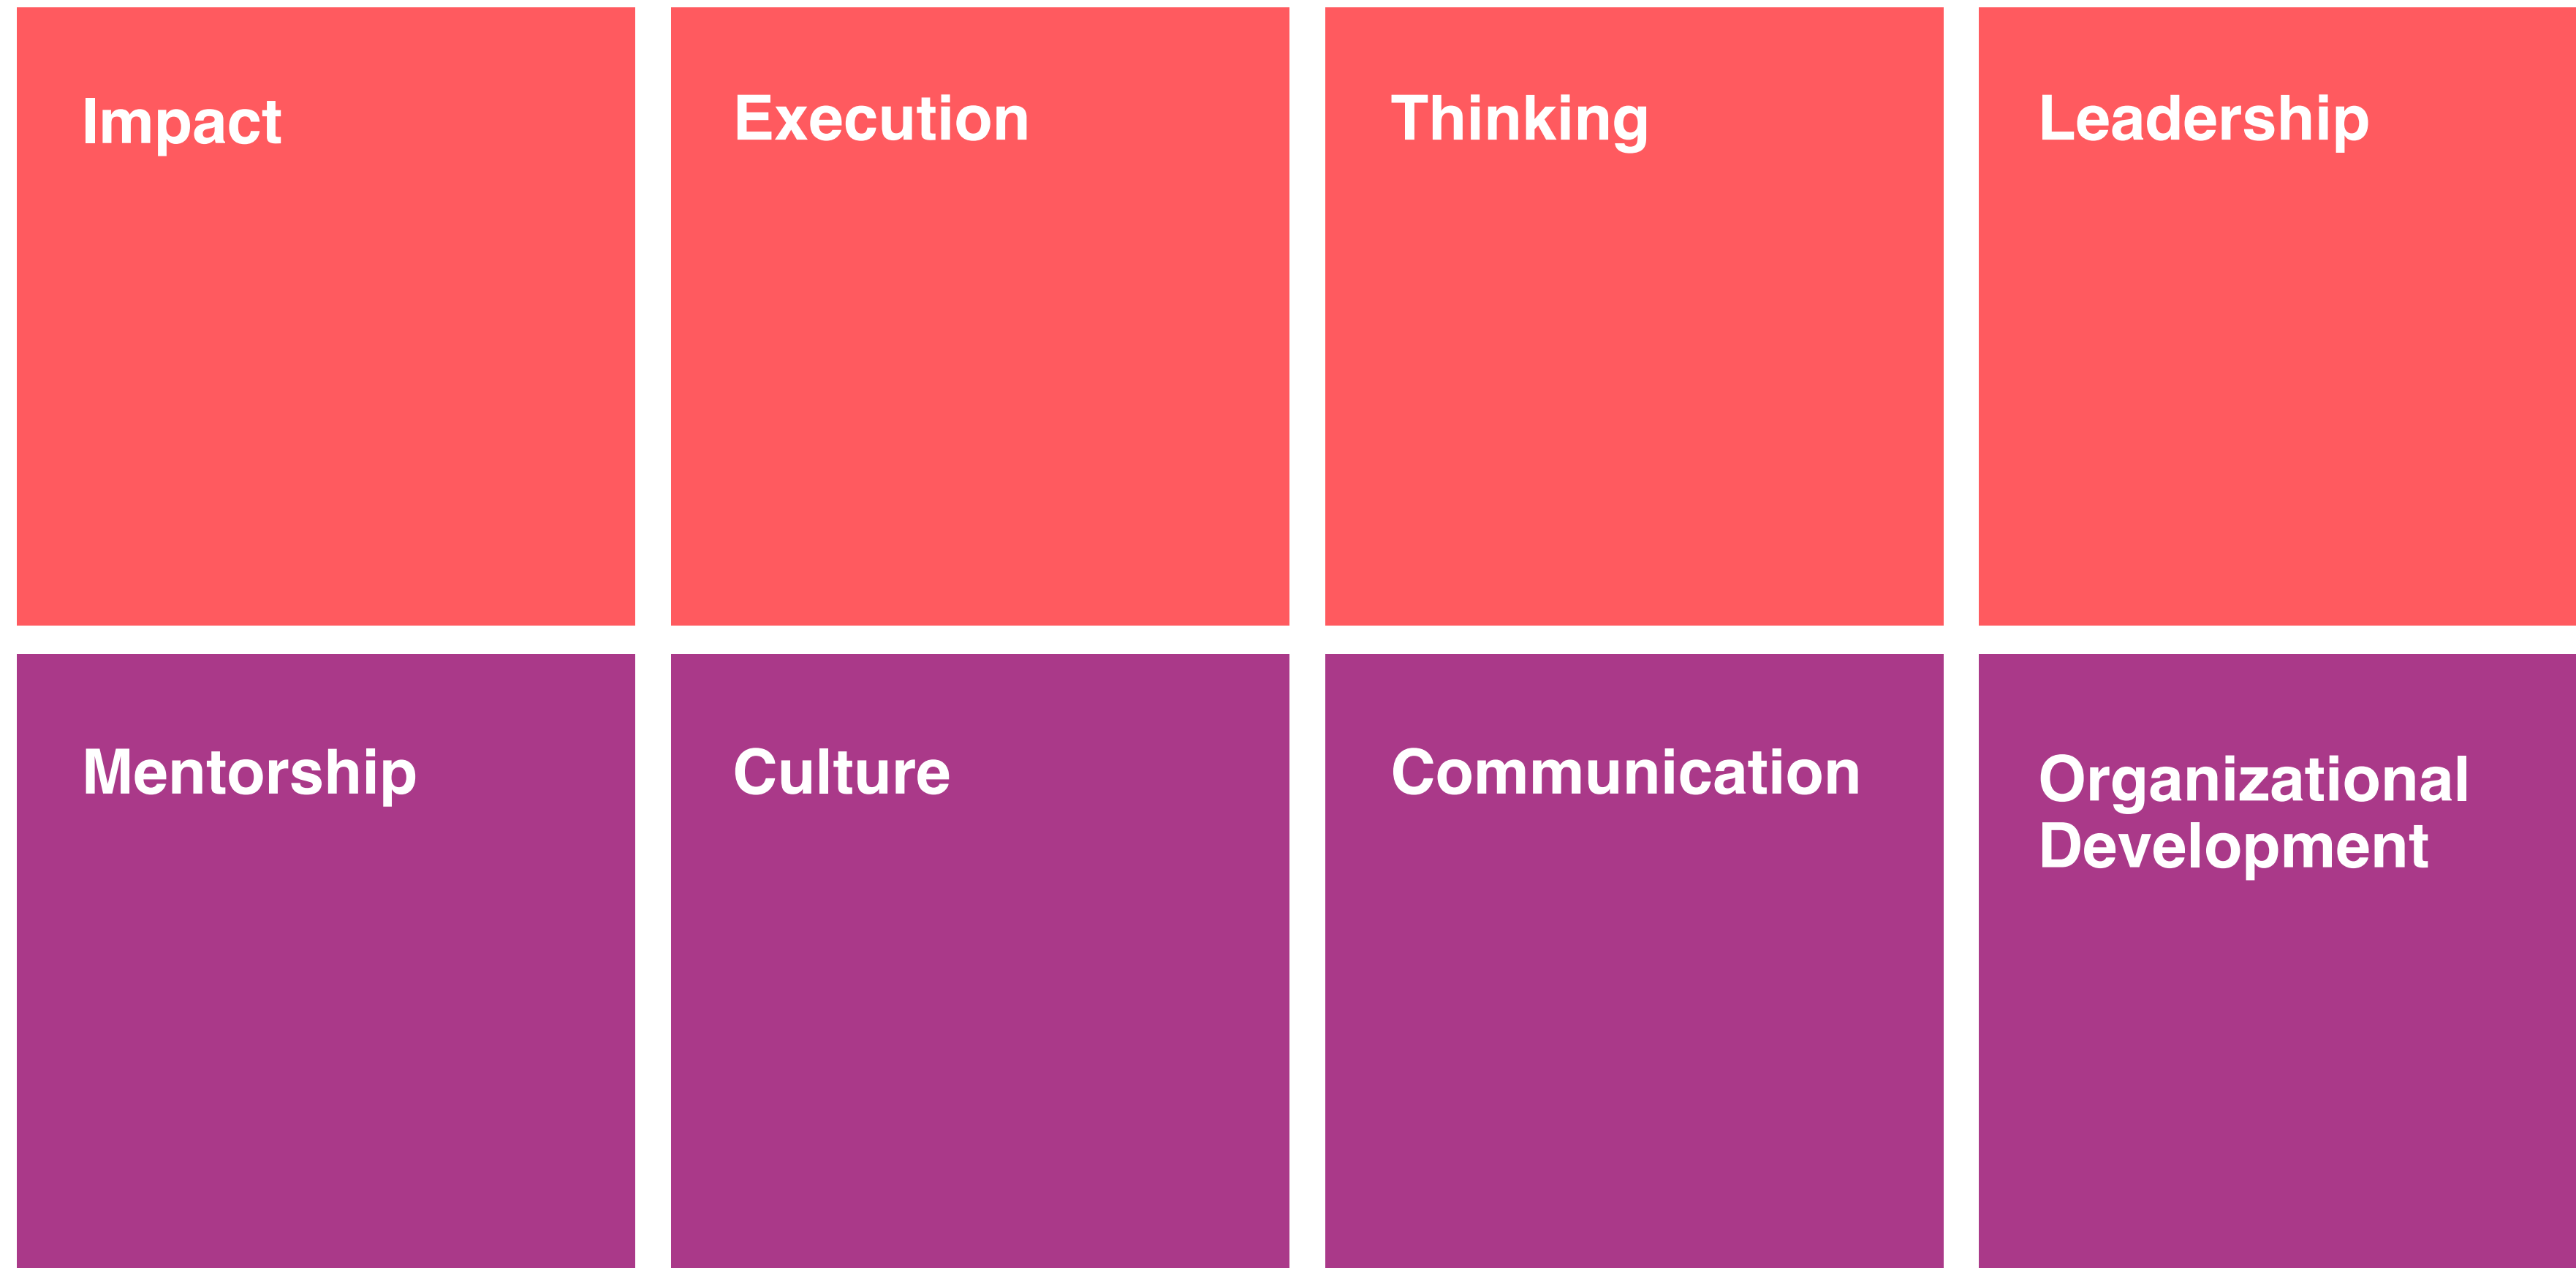 Impact
Execution
Thinking
Leadership
Mentorship
Culture
Communication
Organizational
Development